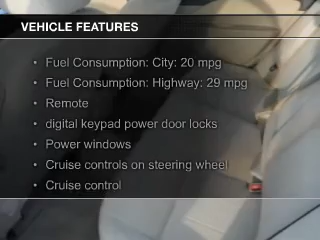 VEHICLE FEATURES
• Fuel Consumption: City: 20 mpg
• Fuel Consumption: Highway: 29 mpg
• Remote
• digital keypad power door locks
• Power windows
• Cruise controls on steering wheel
• Cruise control